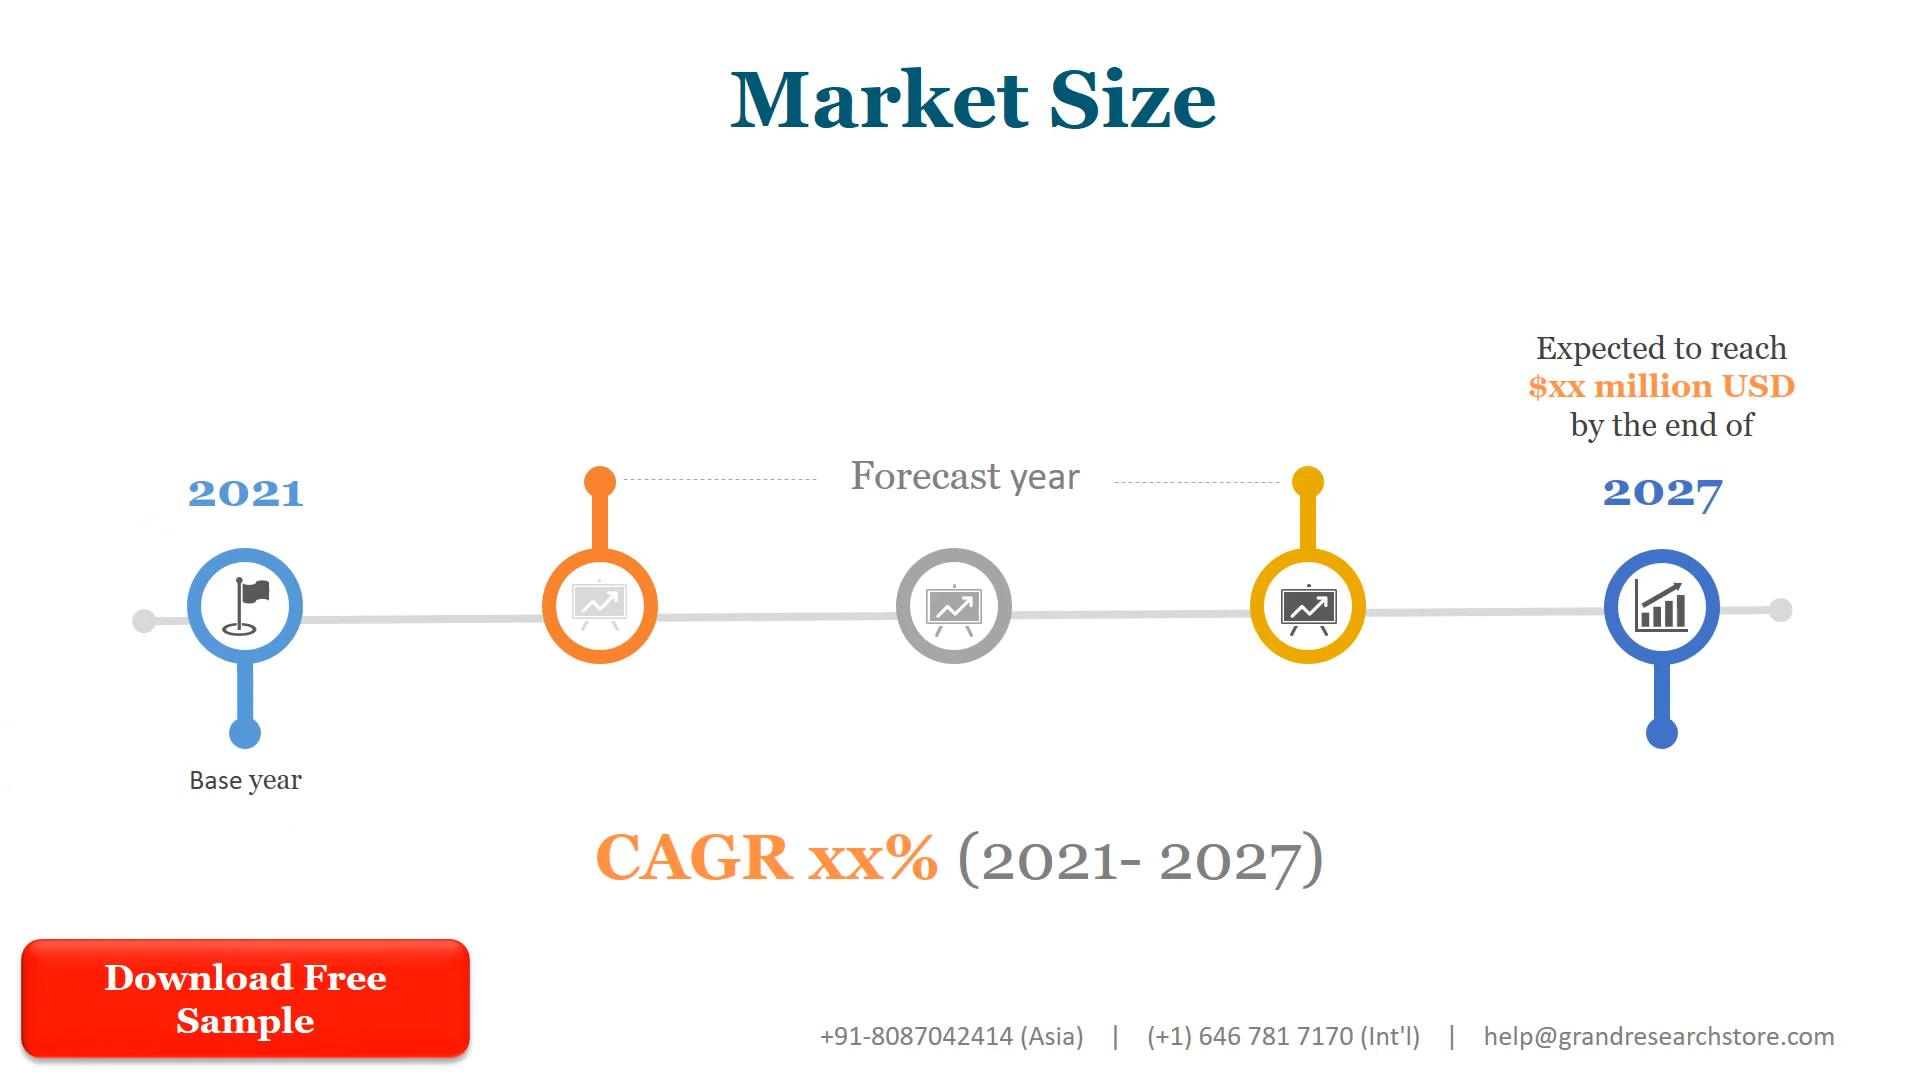 Market Size
Expected to reach
$xx million USD
by the end of
2021
Forecast year
2027
Base year
CAGR xx% (2021- 2027)
Download Free
Sample
+91-8087042414 (Asia) | (+1) 646 781 7170 (Int'l) | help@grandresearchstore.com